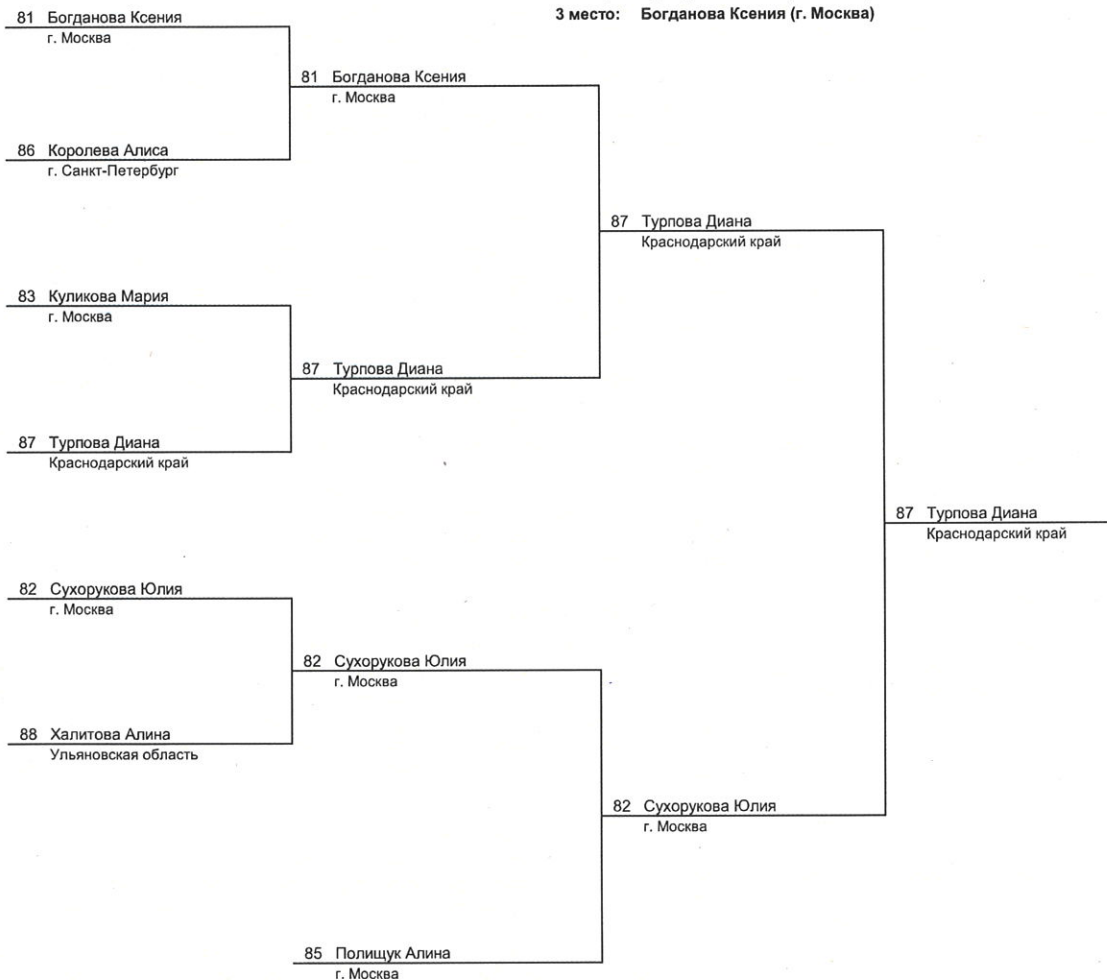 81 Богданова Ксения
г. Москва
3 место: Богданова Ксения (г. Москва)
81 Богданова Ксения
г. Москва
86 Королева Алиса
г. Санкт-Петербург
87 Турпова Диана
Краснодарский край
83 Куликова Мария
г. Москва
87 Турпова Диана
Краснодарский край
87 Турпова Диана
Краснодарский край
87 Турпова Диана
Краснодарский край
82 Сухорукова Юлия
г. Москва
82 Сухорукова Юлия
г. Москва
88 Халитова Алина
Ульяновская область
82 Сухорукова Юлия
г. Москва
85 Полищук Алина
г. Москва